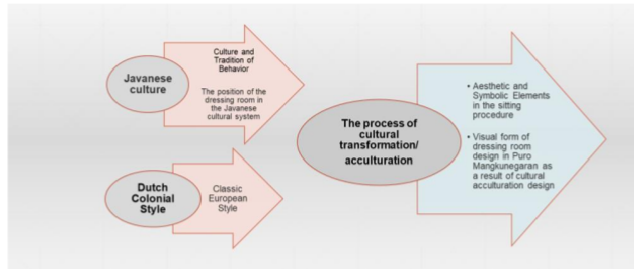 Javanese
culture
Culture and
Tradition of
Behavior
The position of the
dressing room in
the Javanese
cultural system
Dutch
Colonial
Style
Classic
European
Style
The process of
cultural
transformation/
acculturation
• Aesthetic and
Symbolic Elements
in the sitting
procedure
• Visual form of
dressing room
design in Puro
Mangkunegaran as
a result of cultural
acculturation design